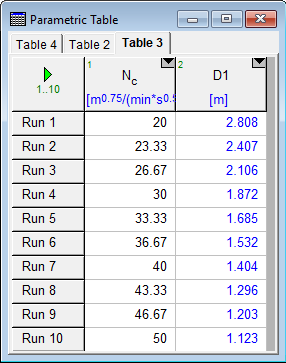 Parametric Table
Table 4 Table 2 Table 3
1..10
1 Nc [m^0.75/(min*s^0.5
2 D1 [m]
Run 1 20 2.808
Run 2 23.33 2.407
Run 3 26.67 2.106
Run 4 30 1.872
Run 5 33.33 1.685
Run 6 36.67 1.532
Run 7 40 1.404
Run 8 43.33 1.296
Run 9 46.67 1.203
Run 10 50 1.123